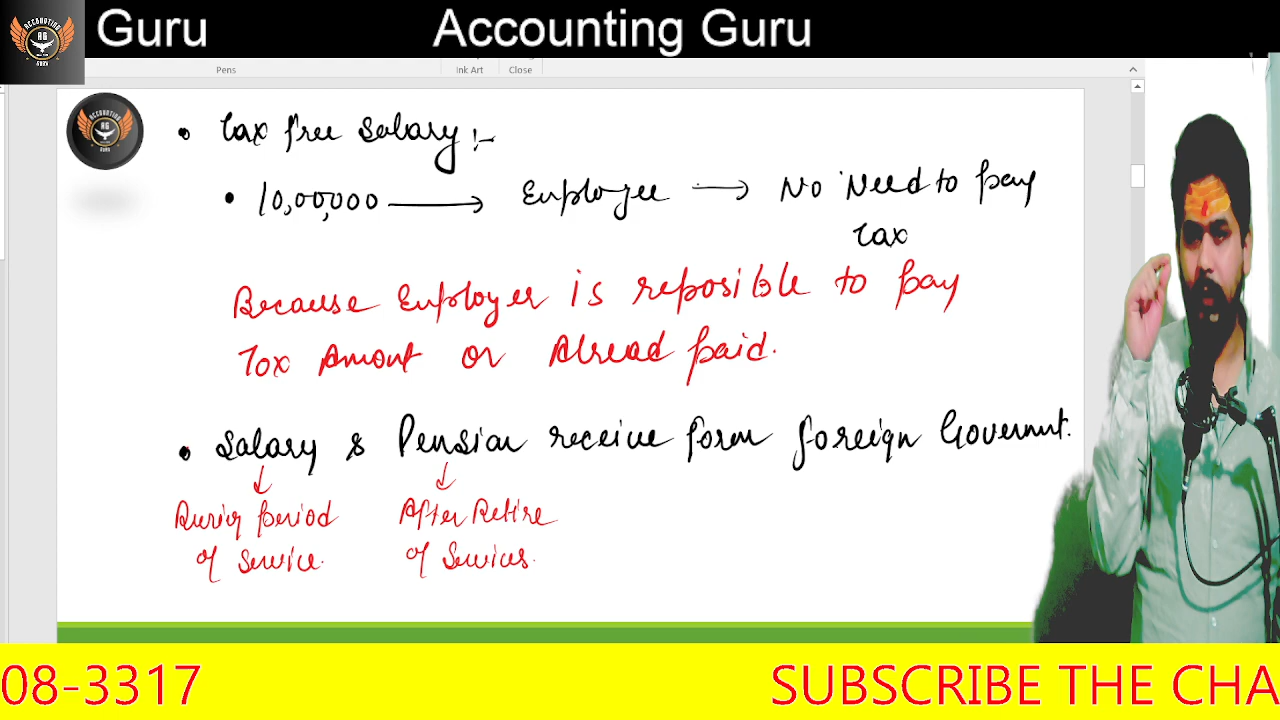 Guru Accounting Guru
Pens Ink Art Close
• Tax free Salary :-
• 10,00,000 → Employee → No Need to pay
Tax
Because Employer is reposible to pay
Tax Amont or Alread paid.
• Salary & Pension receive form foreign Governmt.
During period After Retire
of Service. of Services.
08-3317 SUBSCRIBE THE CHA